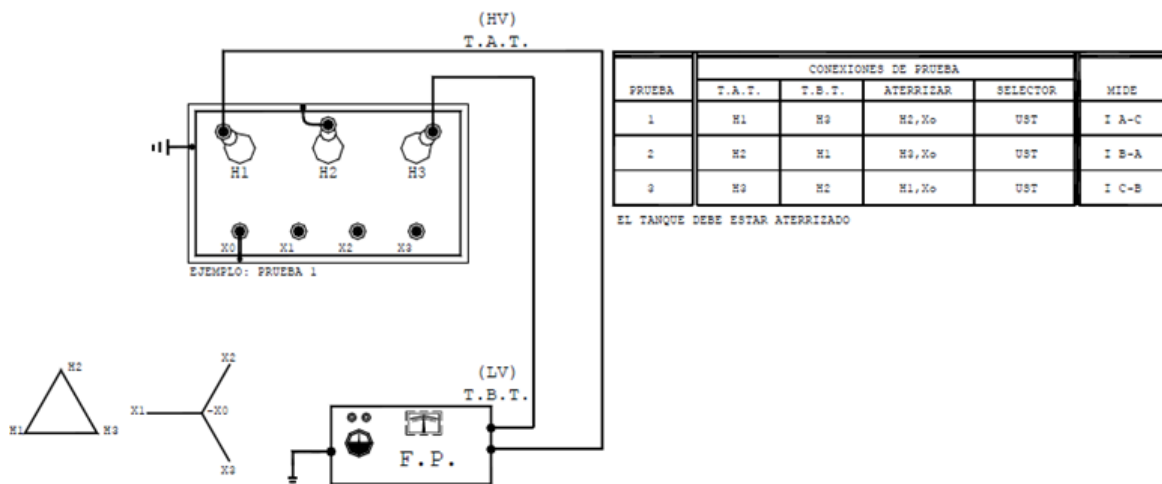 (HV)
T.A.T.
H1 H2 H3
X0 X1 X2 X3
EJEMPLO: PRUEBA 1
CONEXIONES DE PRUEBA
PRUEBA T.A.T. T.B.T. ATERRIZAR SELECTOR MIDE
1 H1 H3 H2,Xo UST I A-C
2 H2 H1 H3,Xo UST I B-A
3 H3 H2 H1,Xo UST I C-B
EL TANQUE DEBE ESTAR ATERRIZADO
H2
H1 H3
X2
X1 -X0
X3
(LV)
T.B.T.
F.P.